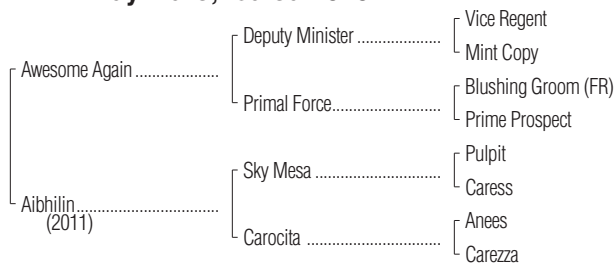 Awesome Again
Deputy Minister
Vice Regent
Mint Copy
Primal Force
Blushing Groom (FR)
Prime Prospect
Aibhilin
(2011)
Sky Mesa
Pulpit
Caress
Carocita
Anees
Carezza